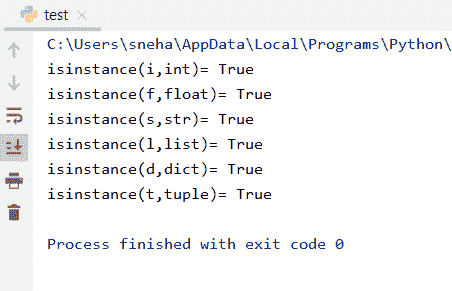 test
C:\Users\sneha\AppData\Local\Programs\Python\
isinstance(i,int)= True
isinstance(f,float)= True
isinstance(s,str)= True
isinstance(l,list)= True
isinstance(d,dict)= True
isinstance(t,tuple)= True
Process finished with exit code 0